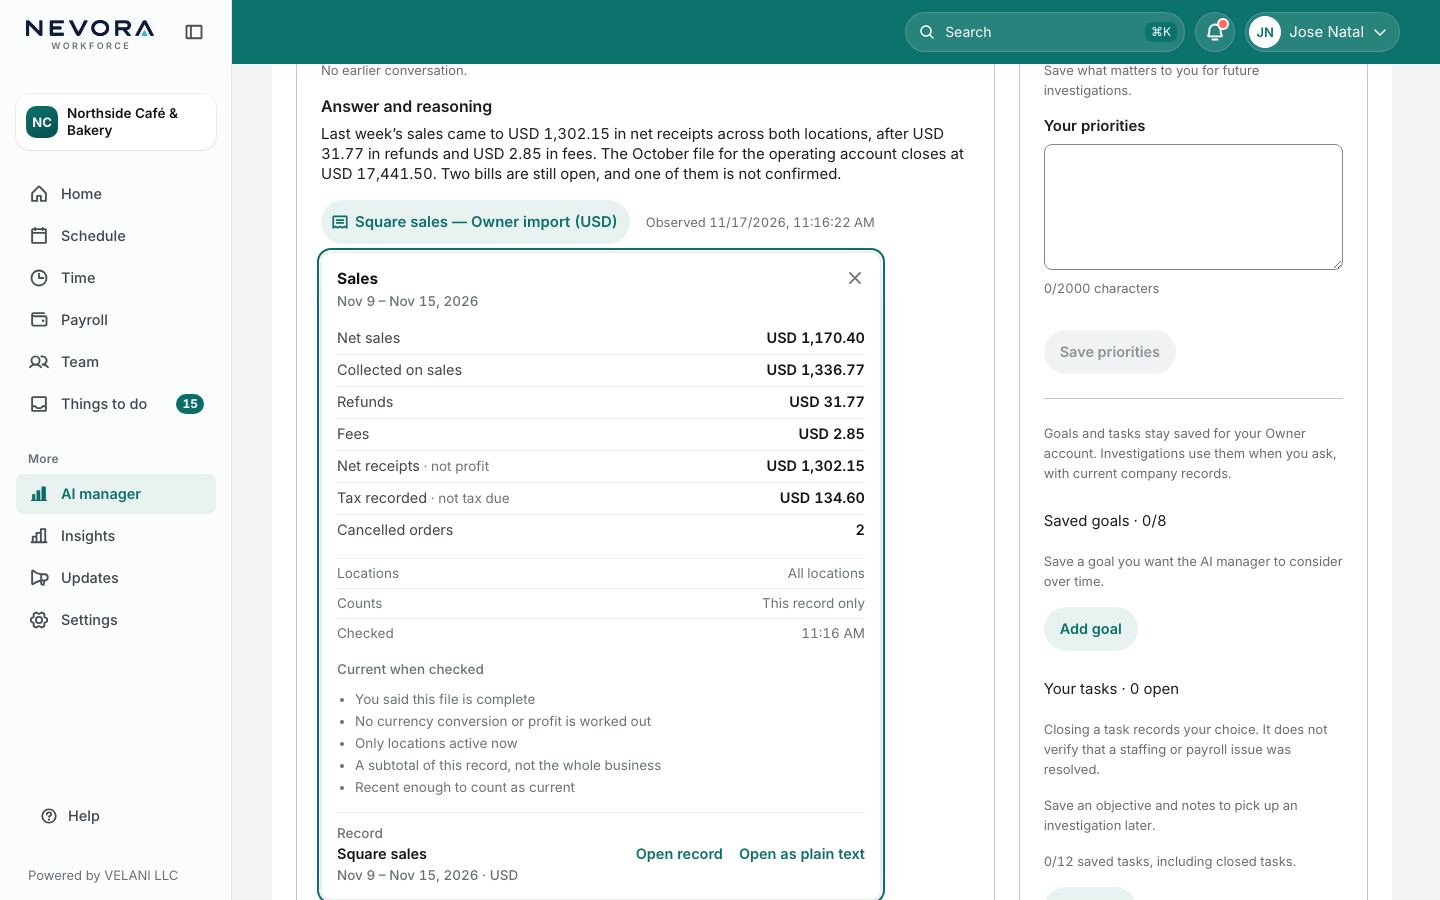 NEVORA
WORKFORCE
Search
⌘K
JN
Jose Natal
NC
Northside Café &
Bakery
Home
Schedule
Time
Payroll
Team
Things to do
15
More
AI manager
Insights
Updates
Settings
Help
Powered by VELANI LLC
No earlier conversation.
Answer and reasoning
Last week’s sales came to USD 1,302.15 in net receipts across both locations, after USD
31.77 in refunds and USD 2.85 in fees. The October file for the operating account closes at
USD 17,441.50. Two bills are still open, and one of them is not confirmed.
Square sales — Owner import (USD)
Observed 11/17/2026, 11:16:22 AM
Sales
Nov 9 – Nov 15, 2026
Net sales USD 1,170.40
Collected on sales USD 1,336.77
Refunds USD 31.77
Fees USD 2.85
Net receipts · not profit USD 1,302.15
Tax recorded · not tax due USD 134.60
Cancelled orders 2
Locations All locations
Counts This record only
Checked 11:16 AM
Current when checked
• You said this file is complete
• No currency conversion or profit is worked out
• Only locations active now
• A subtotal of this record, not the whole business
• Recent enough to count as current
Record
Square sales
Open record Open as plain text
Nov 9 – Nov 15, 2026 · USD
Save what matters to you for future
investigations.
Your priorities
0/2000 characters
Save priorities
Goals and tasks stay saved for your Owner
account. Investigations use them when you ask,
with current company records.
Saved goals · 0/8
Save a goal you want the AI manager to consider
over time.
Add goal
Your tasks · 0 open
Closing a task records your choice. It does not
verify that a staffing or payroll issue was
resolved.
Save an objective and notes to pick up an
investigation later.
0/12 saved tasks, including closed tasks.